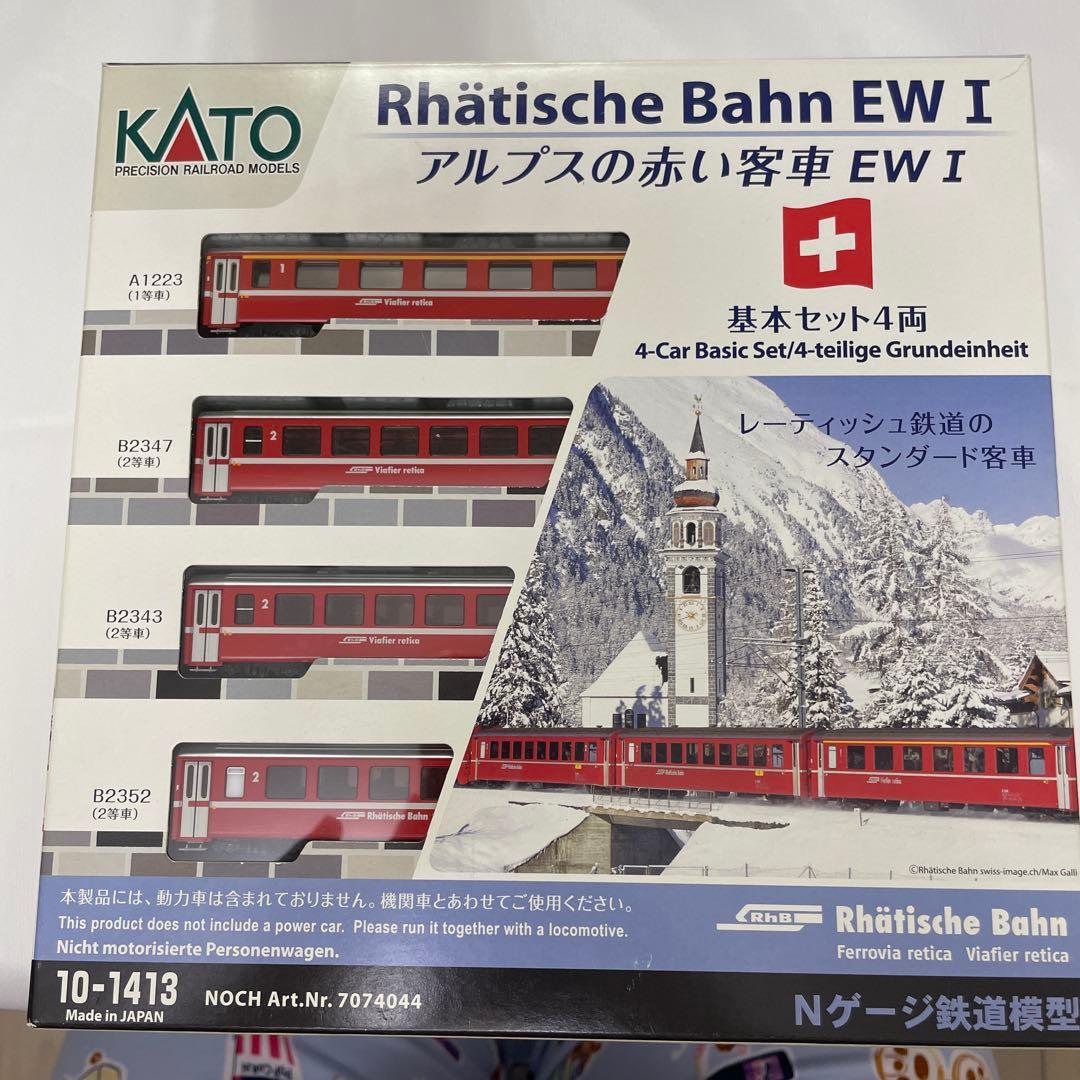 KATO
PRECISION RAILROAD MODELS
Rhätische Bahn EW I
アルプスの赤い客車 EW I
基本セット4両
4-Car Basic Set/4-teilige Grundeinheit
レーティッシュ鉄道の
スタンダード客車
A1223
(1等車)
1
Viafier retica
B2347
(2等車)
2
Viafier retica
B2343
(2等車)
2
Viafier retica
B2352
(2等車)
2
Rhätische Bahn
©Rhätische Bahn swiss-image.ch/Max Galli
本製品には、動力車は含まれておりません。機関車とあわせてご使用ください。
This product does not include a power car. Please run it together with a locomotive.
Nicht motorisierte Personenwagen.
RhB Rhätische Bahn
Ferrovia retica Viafier retica
10-1413
Made in JAPAN
NOCH Art.Nr. 7074044
Nゲージ鉄道模型